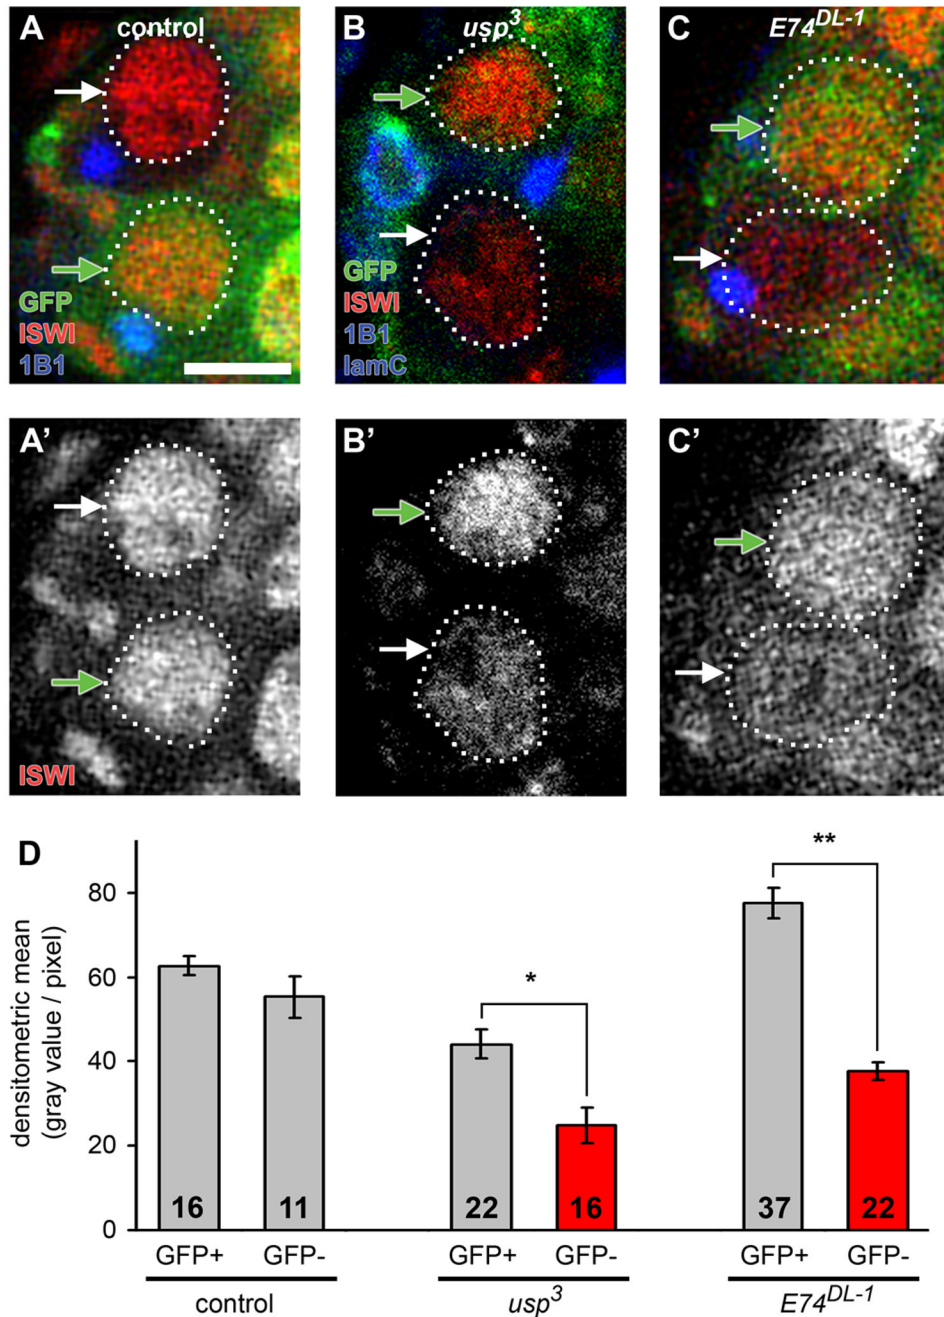 A
control
GFP
ISWI
1B1
B
usp3
GFP
ISWI
1B1
lamC
C
E74DL-1
A'
ISWI
B'
C'
D
densitometric mean
(gray value / pixel)
80
60
40
20
0
*
**
16
11
22
16
37
22
GFP+
GFP-
GFP+
GFP-
GFP+
GFP-
control
usp3
E74DL-1